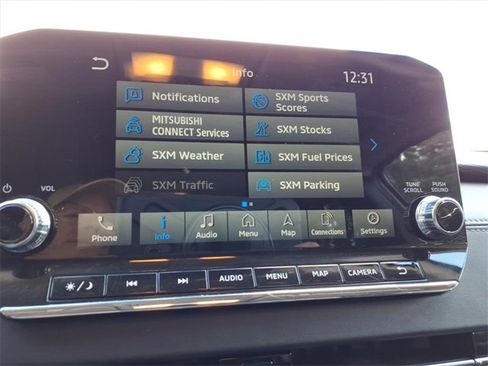 Info
12:31
Notifications
SXM Sports
Scores
MITSUBISHI
CONNECT Services
SXM Stocks
SXM Weather
SXM Fuel Prices
SXM Traffic
SXM Parking
VOL
TUNE
SCROLL
PUSH
SOUND
Phone
Info
Audio
Menu
Map
Connections
Settings
AUDIO
MENU
MAP
CAMERA